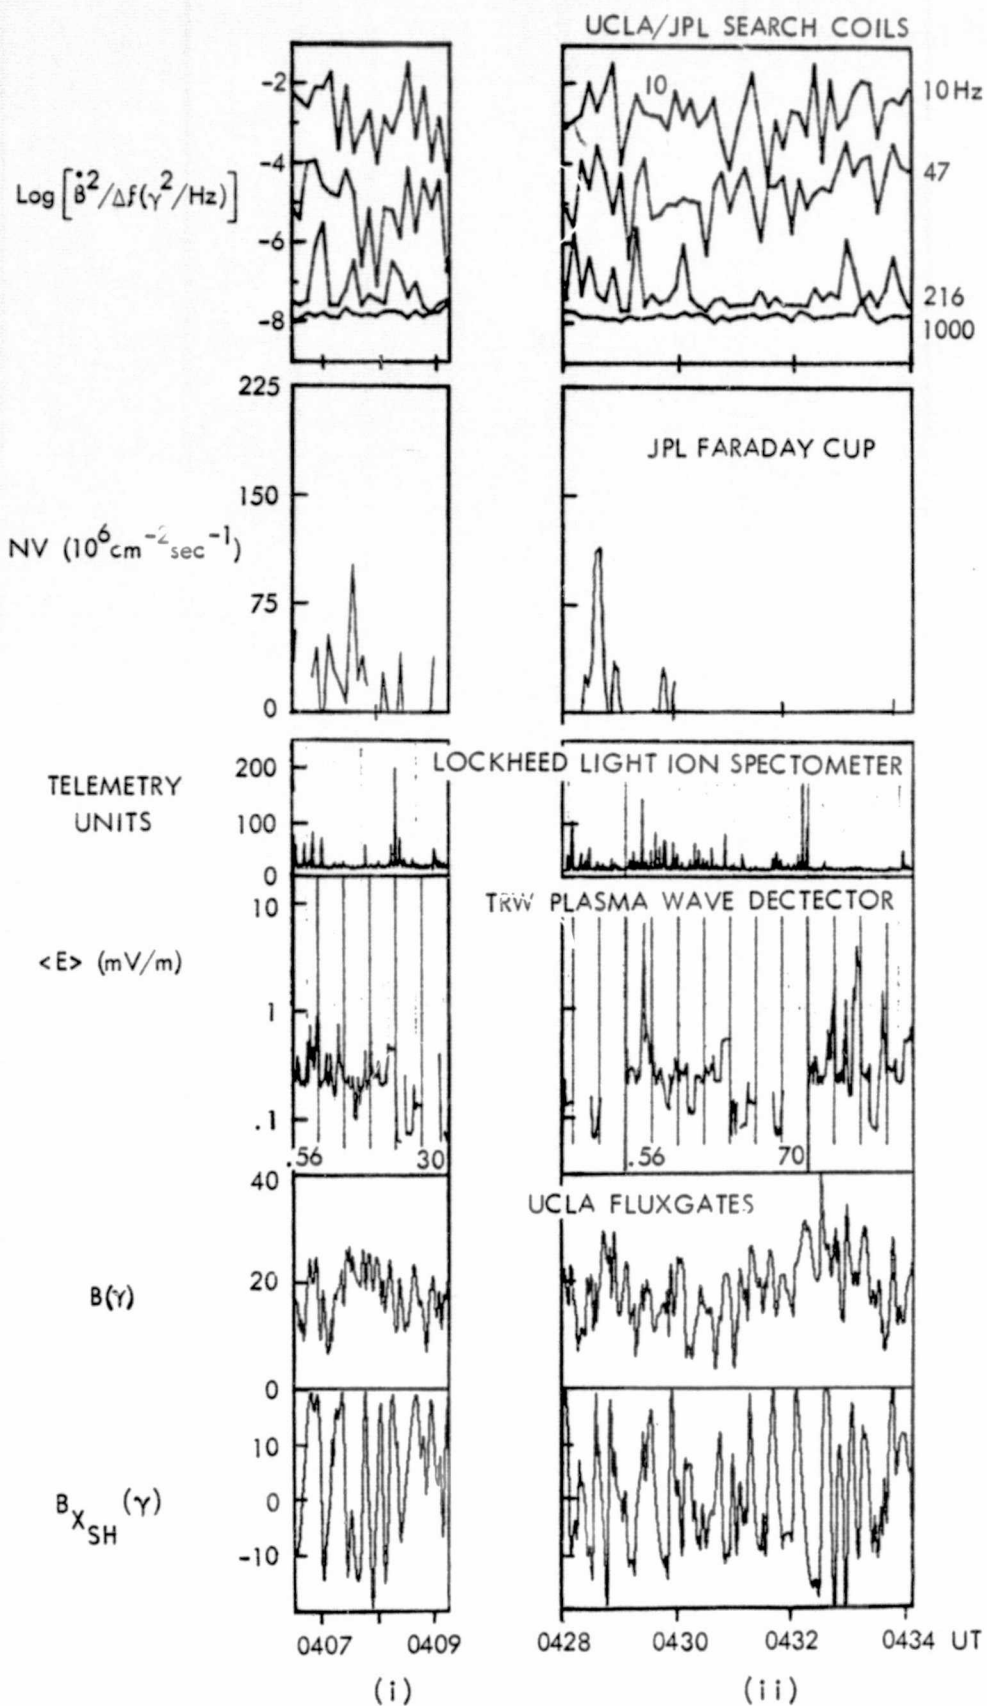 UCLA/JPL SEARCH COILS
-2
-4
-6
-8
Log [Ḃ²/Δf(γ²/Hz)]
10
10 Hz
47
216
1000
225
150
75
0
NV (10⁶cm⁻²sec⁻¹)
JPL FARADAY CUP
TELEMETRY
UNITS
200
100
0
LOCKHEED LIGHT ION SPECTOMETER
<E> (mV/m)
10
1
.1
TRW PLASMA WAVE DECTECTOR
.56
30
.56
70
B(γ)
40
20
0
UCLA FLUXGATES
B_X_SH (γ)
10
0
-10
0407
0409
0428
0430
0432
0434 UT
(i)
(ii)